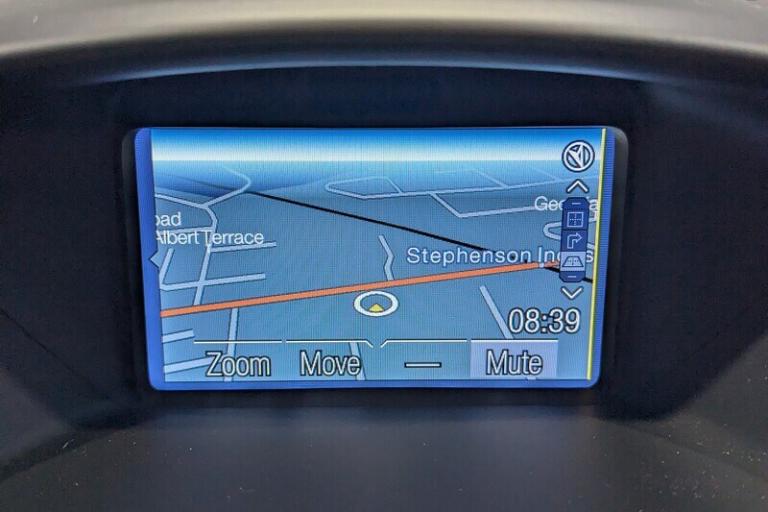 Albert Terrace
Stephenson
08:39
Zoom Move — Mute